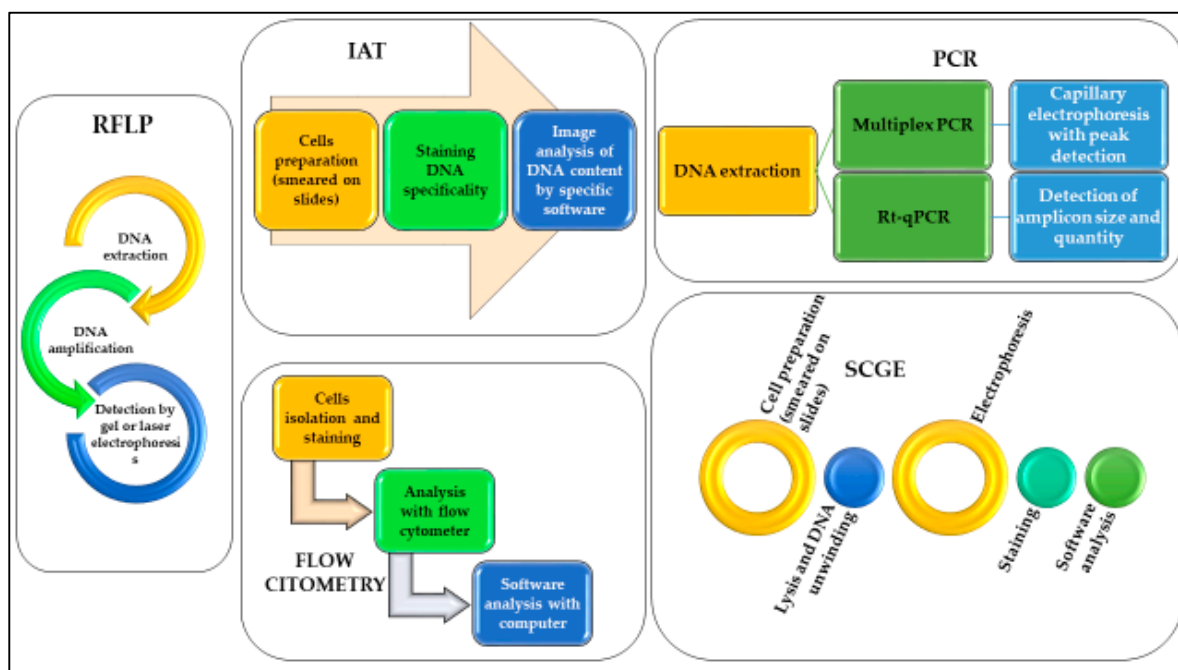 RFLP
DNA
extraction
DNA
amplification
Detection by
gel or laser
electrophoresi
s
IAT
Cells
preparation
(smeared on
slides)
Staining
DNA
specificality
Image
analysis of
DNA content
by specific
software
PCR
DNA extraction
Multiplex PCR
Capillary
electrophoresis
with peak
detection
Rt-qPCR
Detection of
amplicon size and
quantity
Cells
isolation and
staining
Analysis
with flow
cytometer
Software
analysis with
computer
FLOW
CITOMETRY
SCGE
Cell preparation
(smeared on
slides)
Lysis and DNA
unwinding
Electrophoresis
Staining
Software
analysis